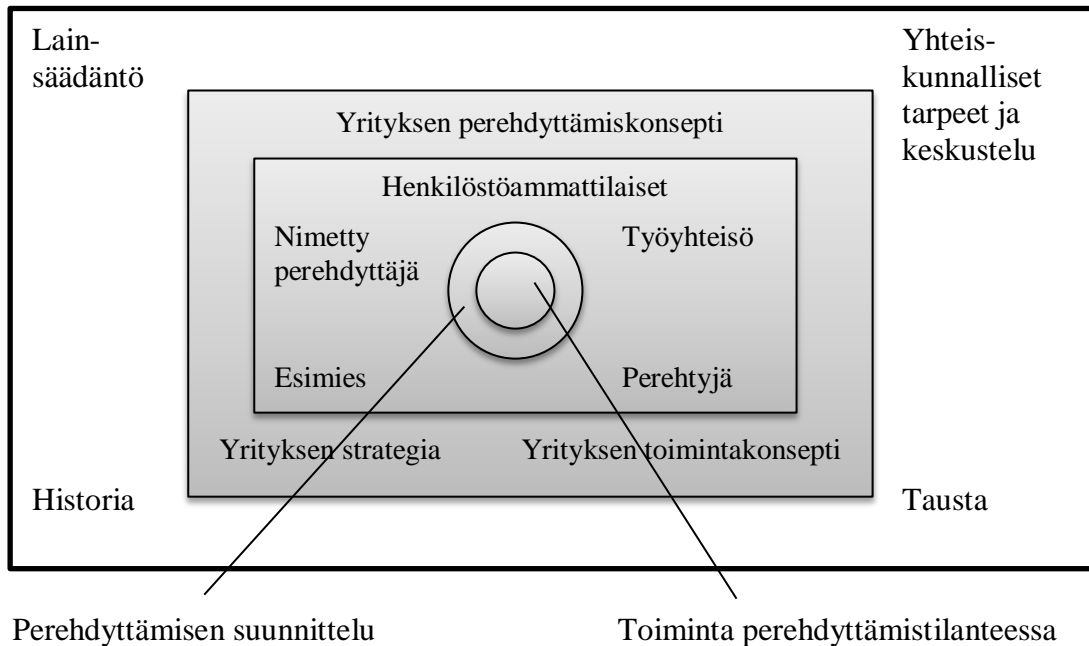 Lain-
säädäntö
Yhteis-
kunnalliset
tarpeet ja
keskustelu
Yrityksen perehdyttämiskonsepti
Henkilöstöammattilaiset
Nimetty
perehdyttäjä
Työyhteisö
Esimies
Perehtyjä
Yrityksen strategia
Yrityksen toimintakonsepti
Historia
Tausta
Perehdyttämisen suunnittelu
Toiminta perehdyttämistilanteessa